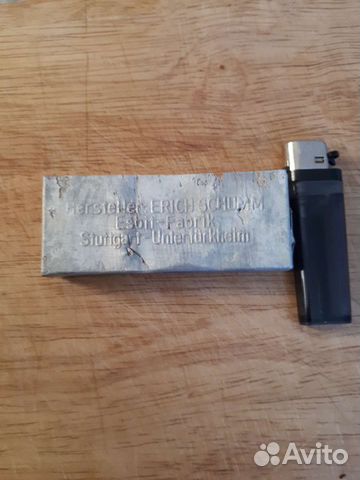 Hersteller: ERICH SCHUMM
Esbit-Fabrik
Stuttgart-Untertürkheim
Avito